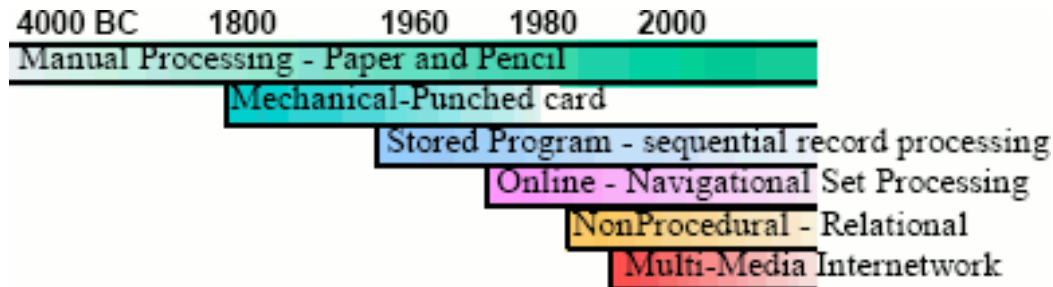 4000 BC 1800 1960 1980 2000
Manual Processing - Paper and Pencil
Mechanical-Punched card
Stored Program - sequential record processing
Online - Navigational Set Processing
NonProcedural - Relational
Multi-Media Internetwork